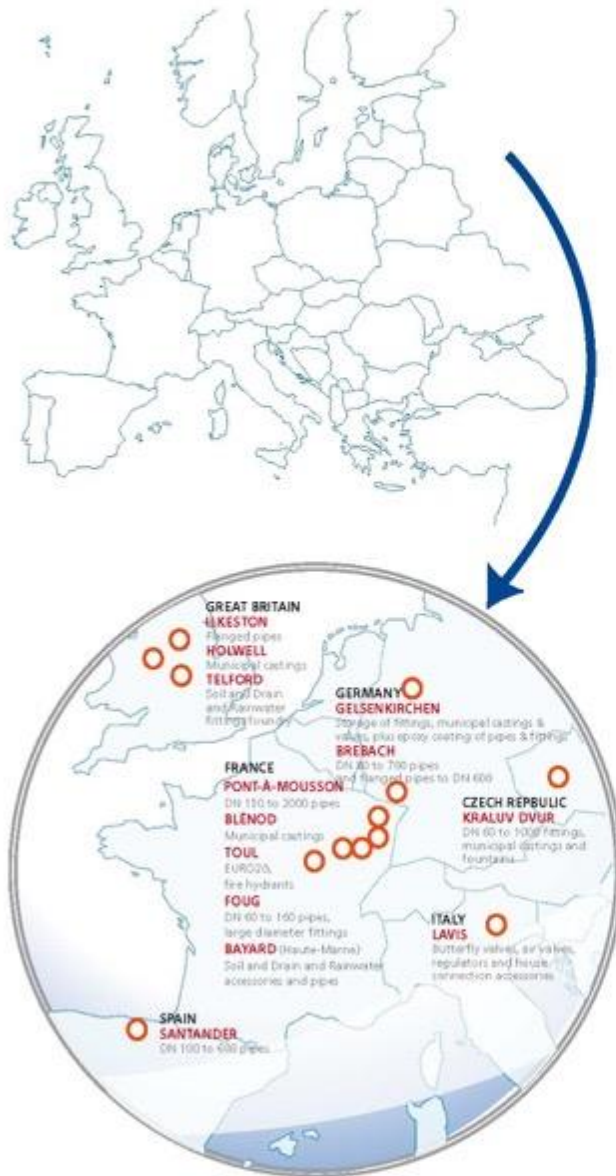 GREAT BRITAIN
ILKESTON
Flanged pipes
HOLWELL
Municipal castings
TELFORD
Soil and Drain
and Rainwater
fittings foundry
GERMANY
GELSENKIRCHEN
Storage of fittings, municipal castings &
valves, plus epoxy coating of pipes & fittings
BREBACH
DN 80 to 700 pipes
and flanged pipes to DN 600
FRANCE
PONT-À-MOUSSON
DN 150 to 2000 pipes
BLÉNOD
Municipal castings
TOUL
EURO20,
fire hydrants
FOUG
DN 60 to 160 pipes,
large diameter fittings
BAYARD (Haute-Marne)
Soil and Drain and Rainwater
accessories and pipes
CZECH REPBULIC
KRALUV DVUR
DN 60 to 1000 fittings,
municipal castings and
fountains
ITALY
LAVIS
Butterfly valves, air valves,
regulators and house
connection accessories
SPAIN
SANTANDER
DN 100 to 600 pipes